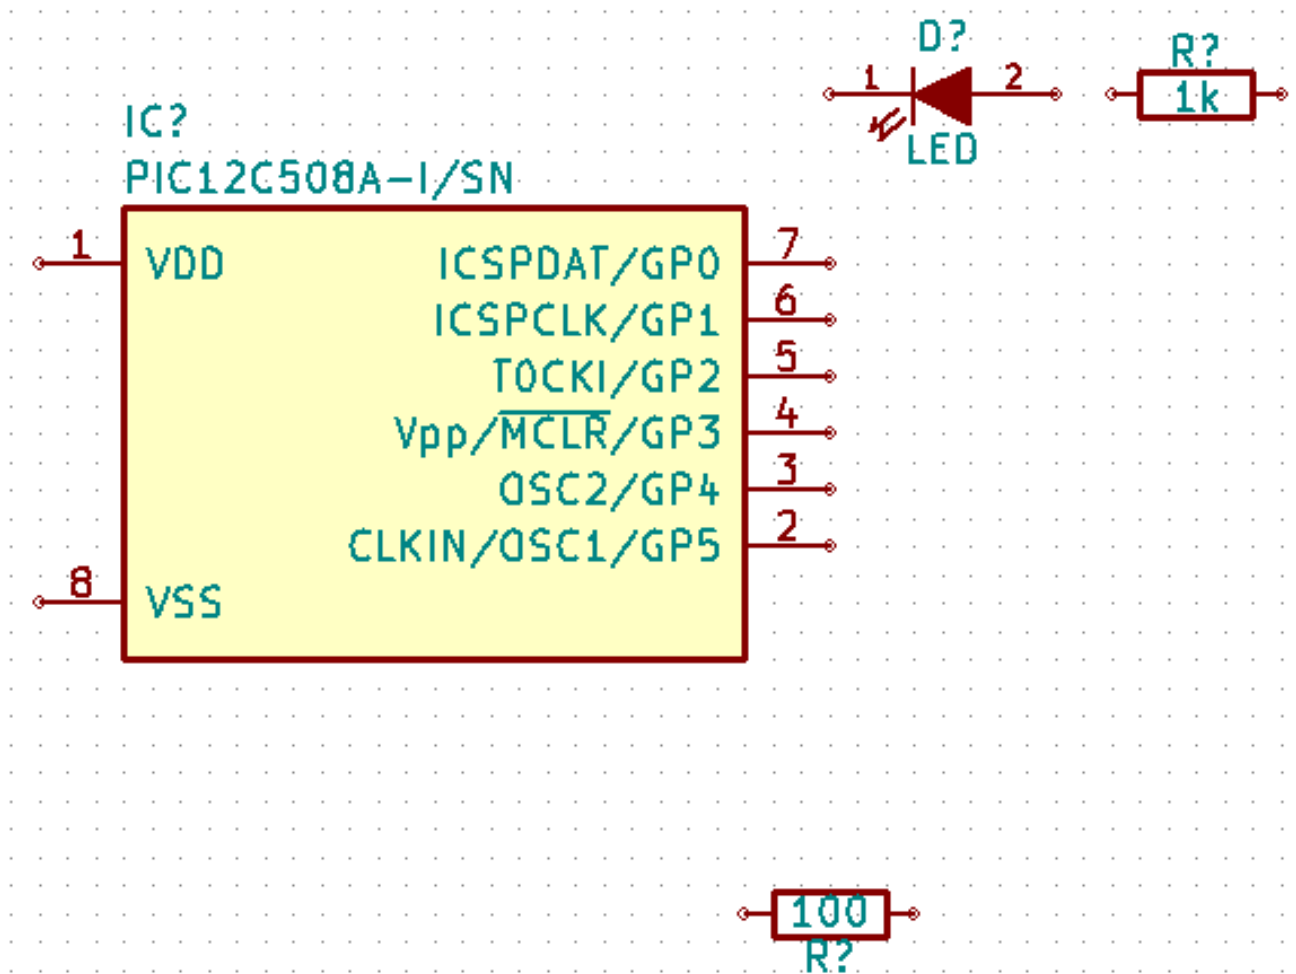 D?
1 2
LED
R?
1k
IC?
PIC12C508A-I/SN
1 VDD ICSPDAT/GP0 7
ICSPCLK/GP1 6
T0CKI/GP2 5
Vpp/MCLR/GP3 4
OSC2/GP4 3
CLKIN/OSC1/GP5 2
8 VSS
100
R?